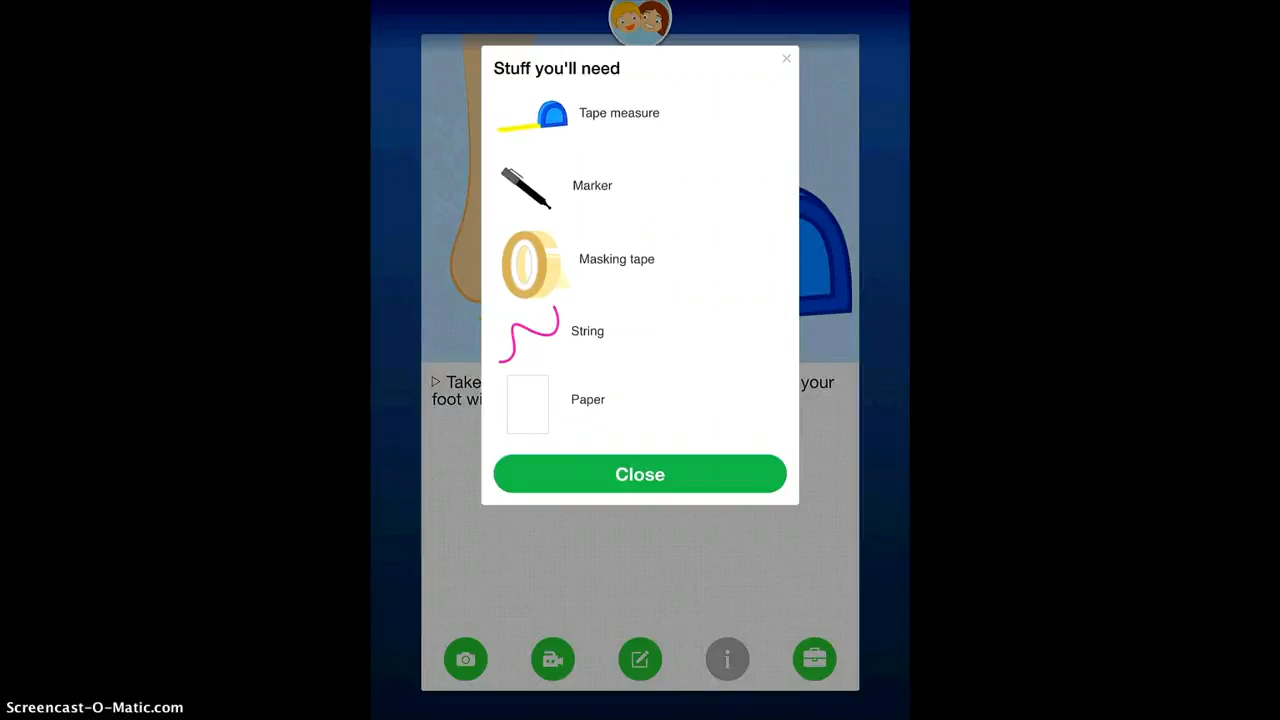 Stuff you'll need
Tape measure
Marker
Masking tape
String
Paper
Close
Take your
foot wi
Screencast-O-Matic.com